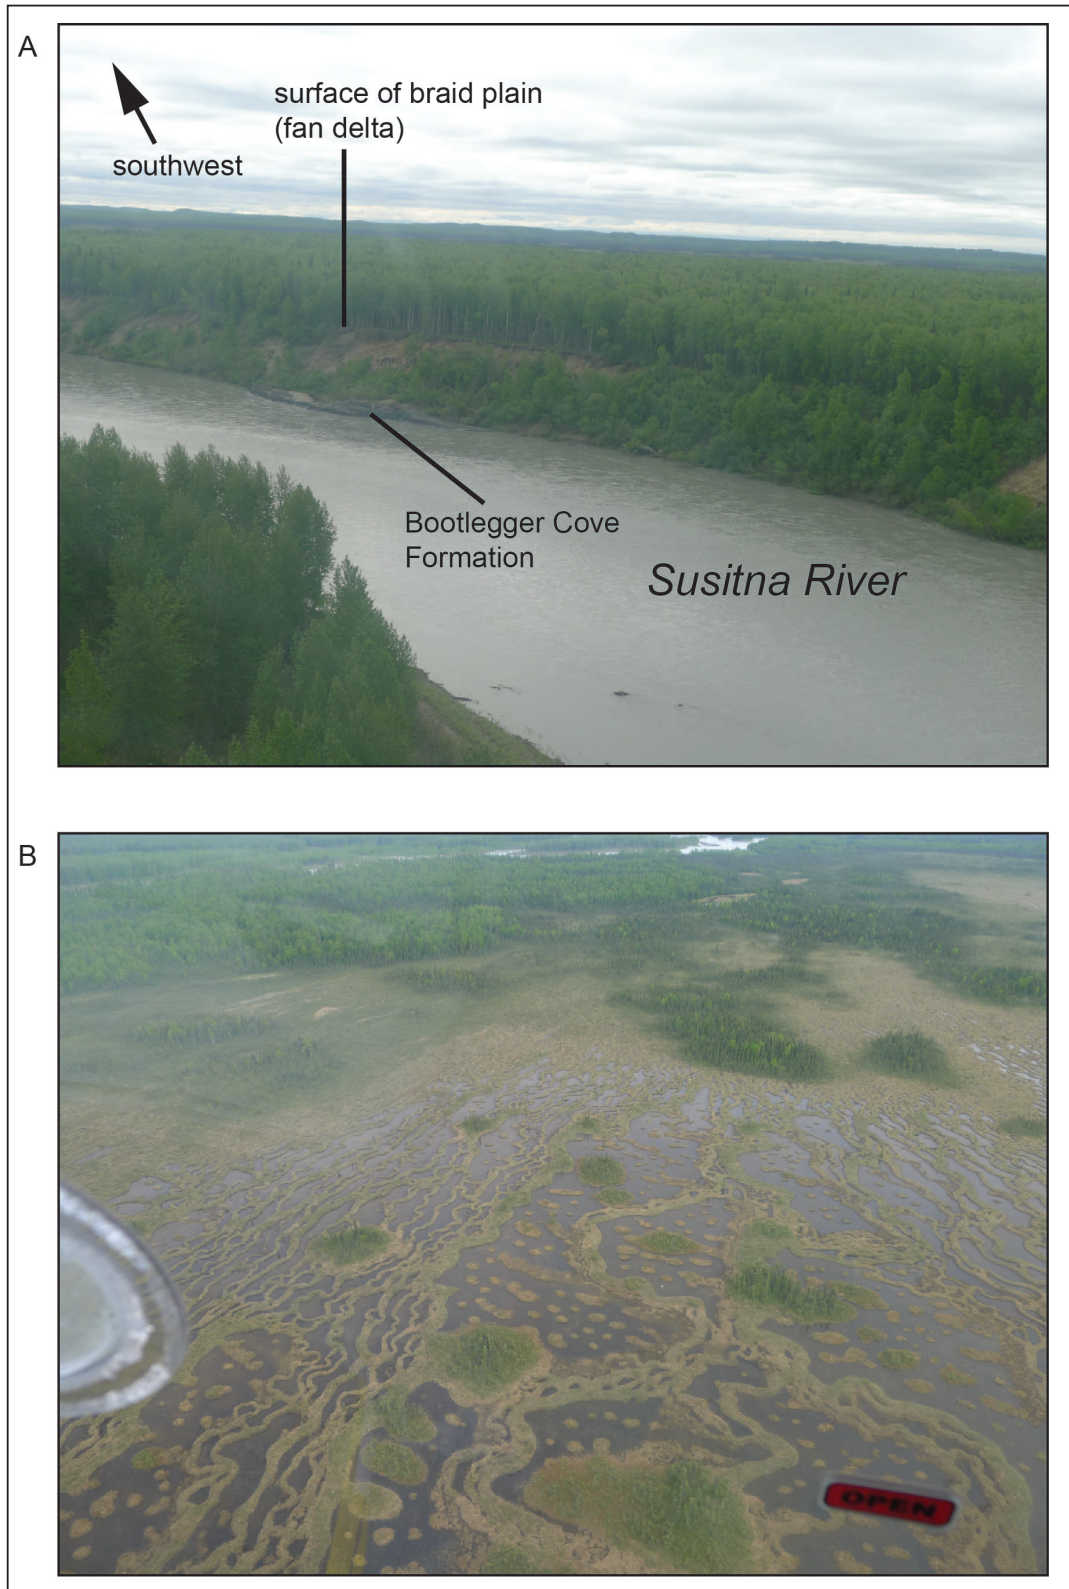 A
southwest
surface of braid plain
(fan delta)
Bootlegger Cove
Formation
Susitna River
B
OPEN